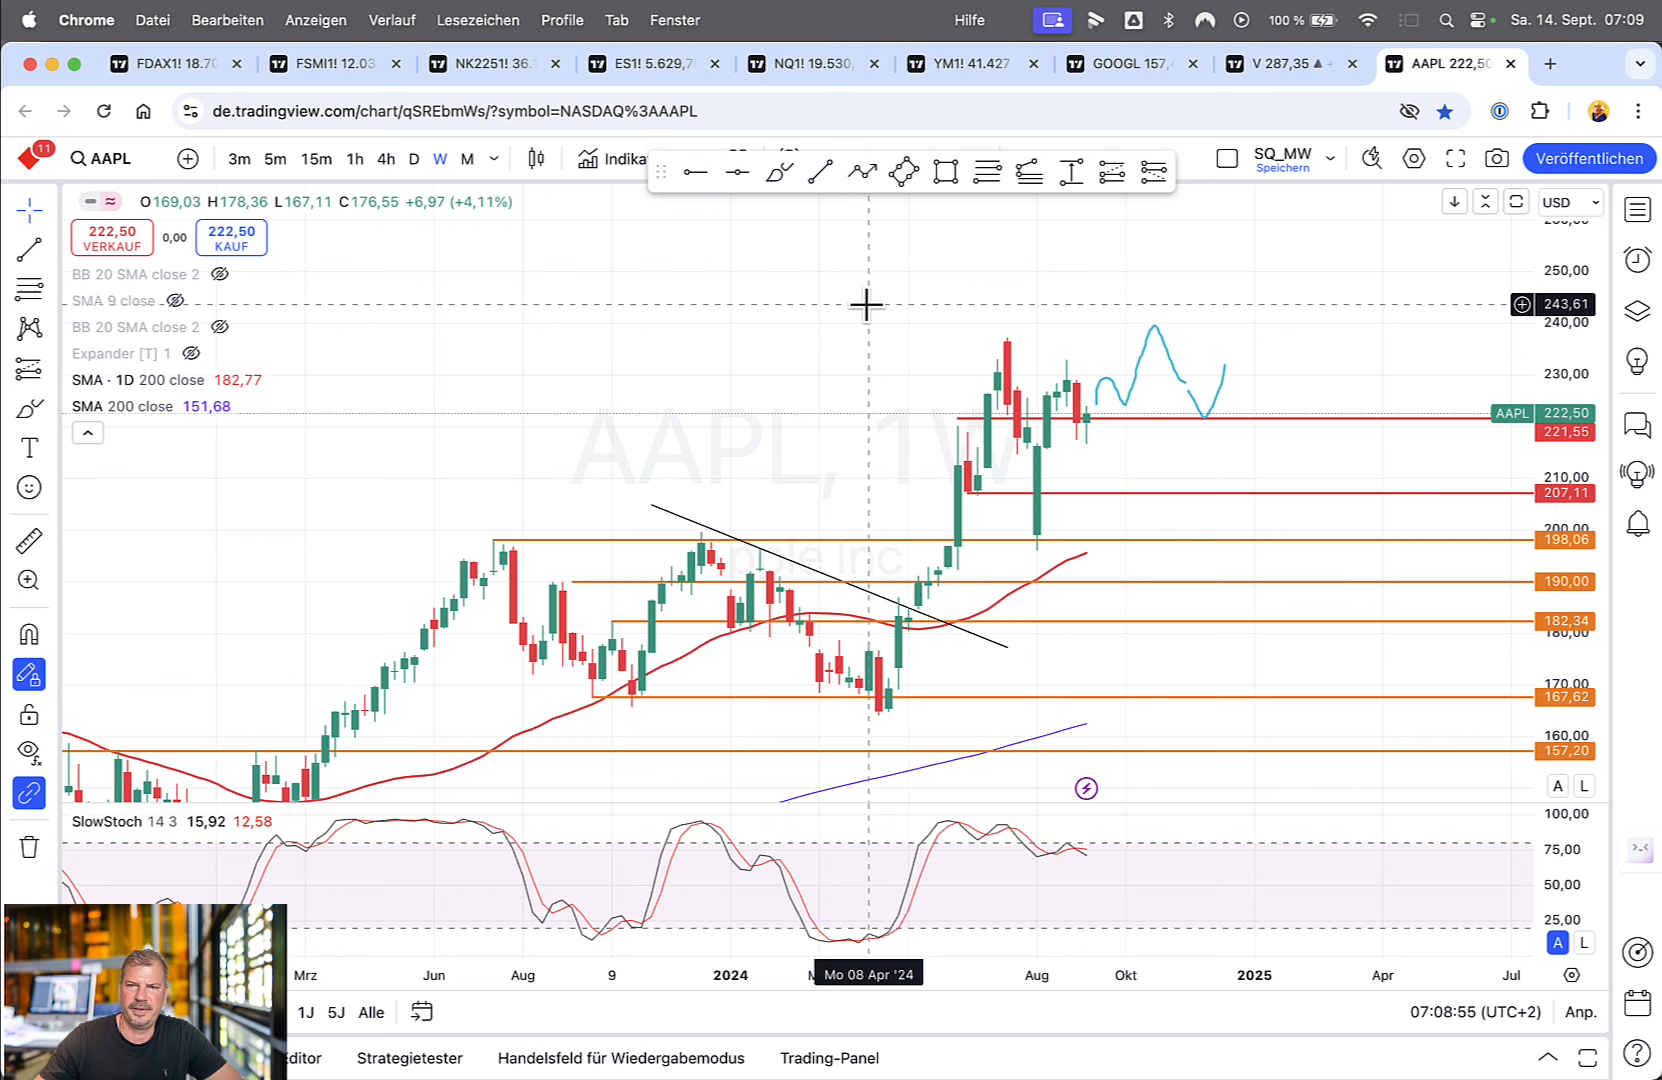 Chrome Datei Bearbeiten Anzeigen Verlauf Lesezeichen Profile Tab Fenster Hilfe 100 % Sa. 14. Sept. 07:09
FDAX1! 18.70 FSMI1! 12.03 NK2251! 36.1 ES1! 5.629,7 NQ1! 19.530, YM1! 41.427 GOOGL 157, V 287,35 AAPL 222,50
de.tradingview.com/chart/qSREbmWs/?symbol=NASDAQ%3AAAPL
11 AAPL 3m 5m 15m 1h 4h D W M Indika SQ_MW Speichern Veröffentlichen
O169,03 H178,36 L167,11 C176,55 +6,97 (+4,11%) USD
222,50 VERKAUF 0,00 222,50 KAUF
BB 20 SMA close 2
SMA 9 close
BB 20 SMA close 2
Expander [T] 1
SMA · 1D 200 close 182,77
SMA 200 close 151,68
AAPL, 1W
ple Inc
250,00
243,61
240,00
230,00
AAPL 222,50
221,55
210,00
207,11
200,00
198,06
190,00
182,34
180,00
170,00
167,62
160,00
157,20
A L
SlowStoch 14 3 15,92 12,58
100,00
75,00
50,00
25,00
A L
Mrz Jun Aug 9 2024 Mo 08 Apr '24 Aug Okt 2025 Apr Jul
1J 5J Alle 07:08:55 (UTC+2) Anp.
ditor Strategietester Handelsfeld für Wiedergabemodus Trading-Panel